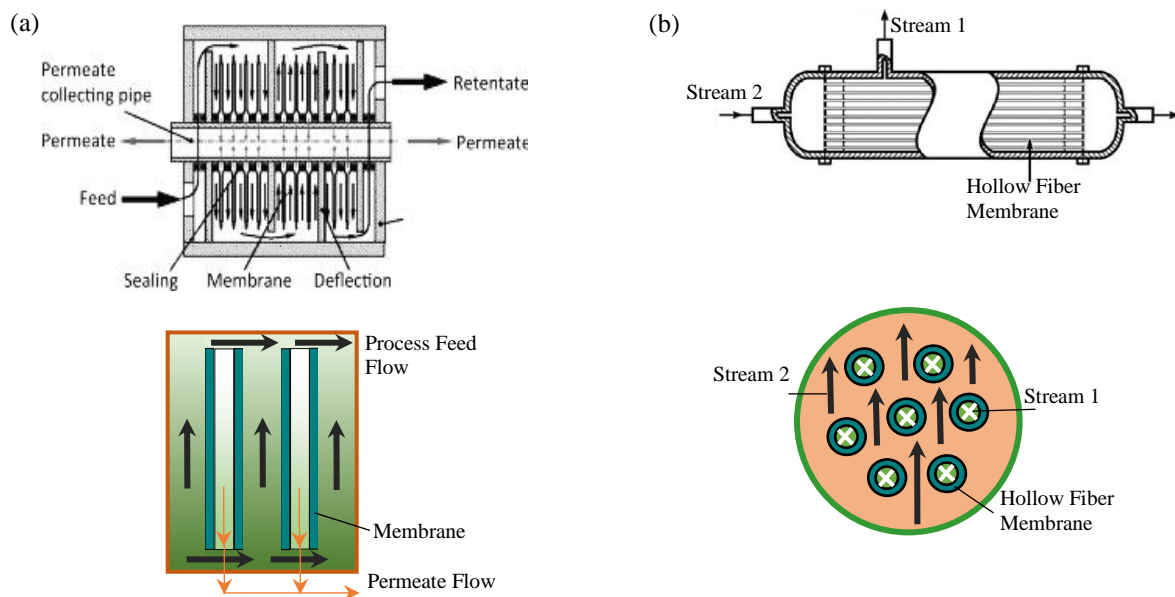 (a)
Permeate
collecting pipe
Permeate
Feed
Retentate
Permeate
Sealing
Membrane
Deflection
Process Feed
Flow
Membrane
Permeate Flow
(b)
Stream 1
Stream 2
Hollow Fiber
Membrane
Stream 2
Stream 1
Hollow Fiber
Membrane